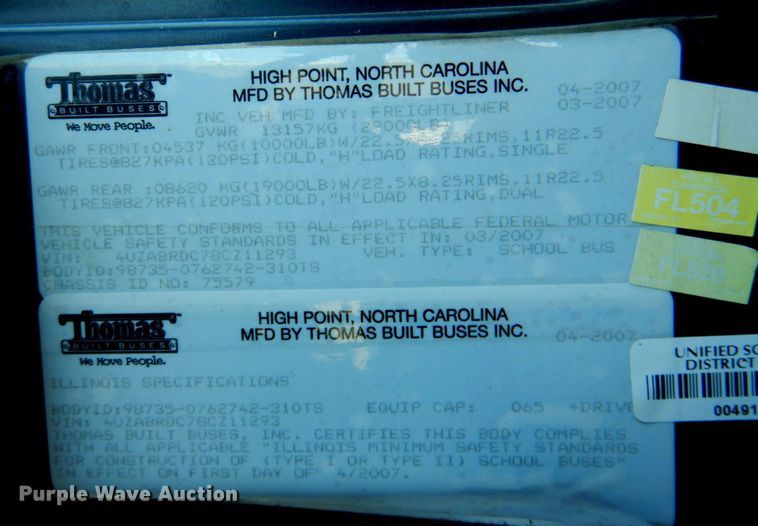 Thomas
BUILT BUSES
We Move People.
HIGH POINT, NORTH CAROLINA
MFD BY THOMAS BUILT BUSES INC.
04-2007
INC VEH MFD BY: FREIGHTLINER 03-2007
GVWR 13157KG (29000LB)
GAWR FRONT:04537 KG(10000LB)W/22.5X8.25RIMS,11R22.5
TIRES@827KPA(120PSI)COLD,"H"LOAD RATING,SINGLE
GAWR REAR :08620 KG(19000LB)W/22.5X8.25RIMS,11R22.5
TIRES@827KPA(120PSI)COLD,"H"LOAD RATING,DUAL
THIS VEHICLE CONFORMS TO ALL APPLICABLE FEDERAL MOTOR
VEHICLE SAFETY STANDARDS IN EFFECT IN: 03/2007
VIN: 4UZABRDC78CZ11293 VEH. TYPE: SCHOOL BUS
BODYID:98735-0762742-310TS
CHASSIS ID NO: 75579
RECALL
CAMPAIGN
FL504
Thomas
BUILT BUSES
We Move People.
HIGH POINT, NORTH CAROLINA
MFD BY THOMAS BUILT BUSES INC.
04-2007
ILLINOIS SPECIFICATIONS
BODYID:98735-0762742-310TS EQUIP CAP: 065 +DRIVE
VIN: 4UZABRDC78CZ11293
THOMAS BUILT BUSES, INC. CERTIFIES THIS BODY COMPLIES
WITH ALL APPLICABLE "ILLINOIS MINIMUM SAFETY STANDARDS
FOR CONSTRUCTION OF (TYPE I OR TYPE II) SCHOOL BUSES"
IN EFFECT ON FIRST DAY OF 4/2007.
UNIFIED SC
DISTRICT
00491
Purple Wave Auction